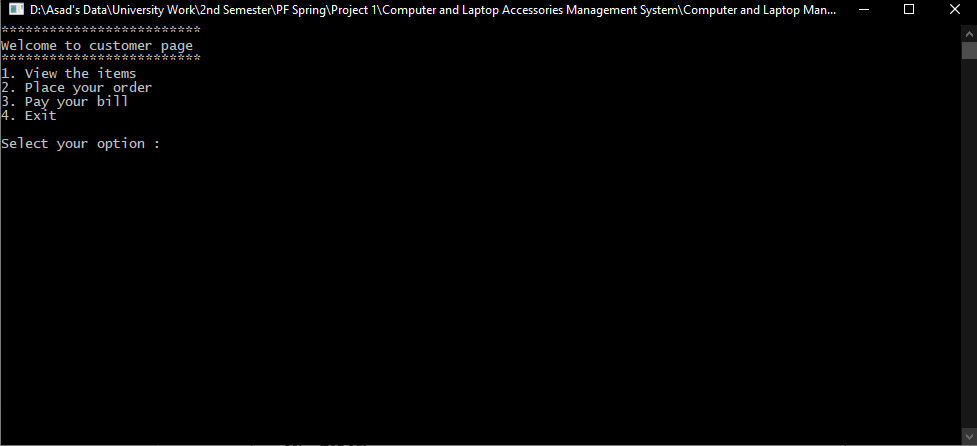 D:\Asad's Data\University Work\2nd Semester\PF Spring\Project 1\Computer and Laptop Accessories Management System\Computer and Laptop Man...
*************************
Welcome to customer page
*************************
1. View the items
2. Place your order
3. Pay your bill
4. Exit
Select your option :